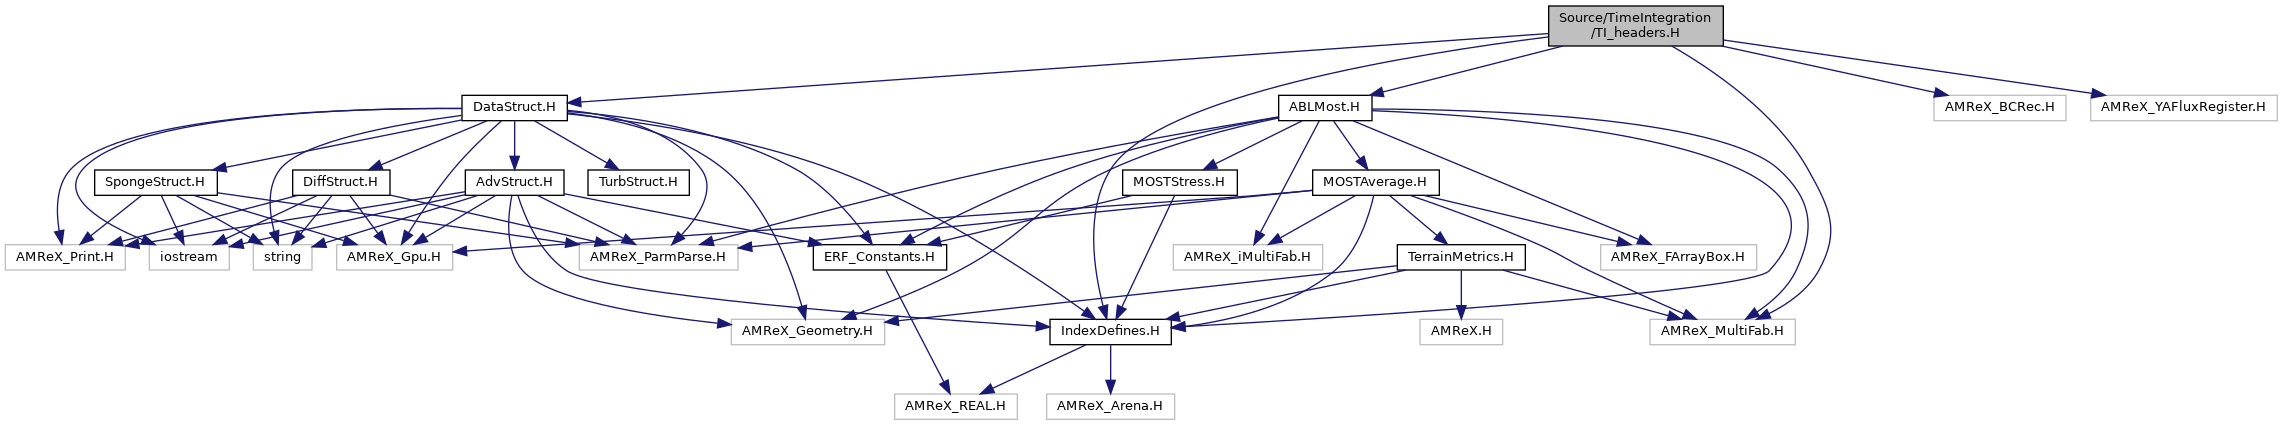 Source/TimeIntegration
/TI_headers.H
DataStruct.H
ABLMost.H
AMReX_BCRec.H
AMReX_YAFluxRegister.H
SpongeStruct.H
DiffStruct.H
AdvStruct.H
TurbStruct.H
MOSTStress.H
MOSTAverage.H
AMReX_Print.H
iostream
string
AMReX_Gpu.H
AMReX_ParmParse.H
ERF_Constants.H
AMReX_iMultiFab.H
TerrainMetrics.H
AMReX_FArrayBox.H
AMReX_Geometry.H
IndexDefines.H
AMReX.H
AMReX_MultiFab.H
AMReX_REAL.H
AMReX_Arena.H